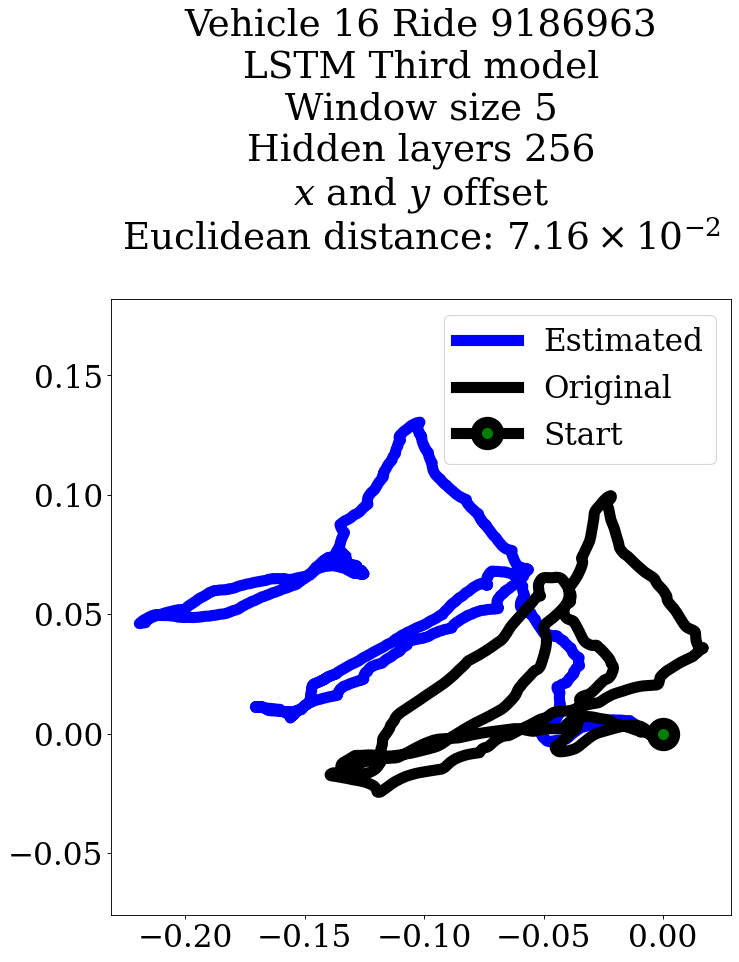 Vehicle 16 Ride 9186963
LSTM Third model
Window size 5
Hidden layers 256
x and y offset
Euclidean distance: 7.16 × 10⁻²
Estimated
Original
Start
0.15
0.10
0.05
0.00
−0.05
−0.20 −0.15 −0.10 −0.05 0.00